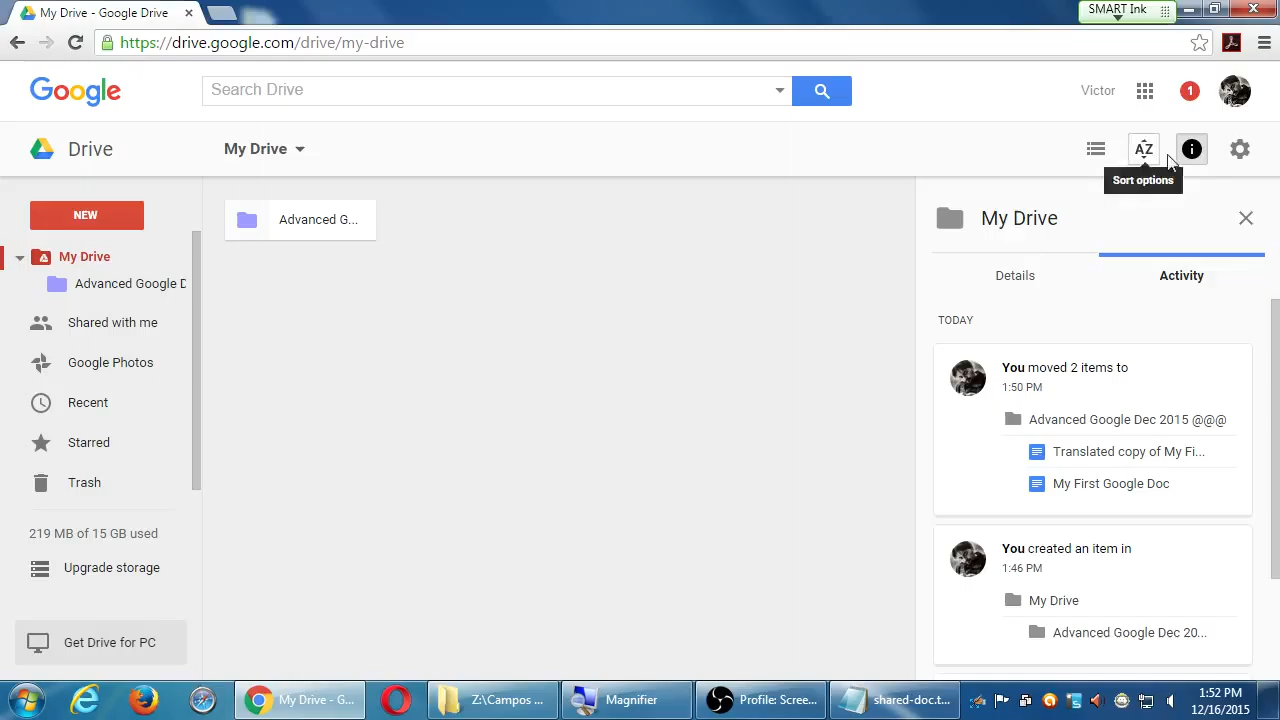 My Drive - Google Drive
SMART Ink
https://drive.google.com/drive/my-drive
Google
Search Drive
Victor
1
Drive
My Drive
AZ
Sort options
NEW
My Drive
Advanced Google D
Shared with me
Google Photos
Recent
Starred
Trash
219 MB of 15 GB used
Upgrade storage
Get Drive for PC
Advanced G...
My Drive
Details
Activity
TODAY
You moved 2 items to
1:50 PM
Advanced Google Dec 2015 @@@
Translated copy of My Fi...
My First Google Doc
You created an item in
1:46 PM
My Drive
Advanced Google Dec 20...
My Drive - G...
Z:\Campos ...
Magnifier
Profile: Scree...
shared-doc.t...
1:52 PM
12/16/2015